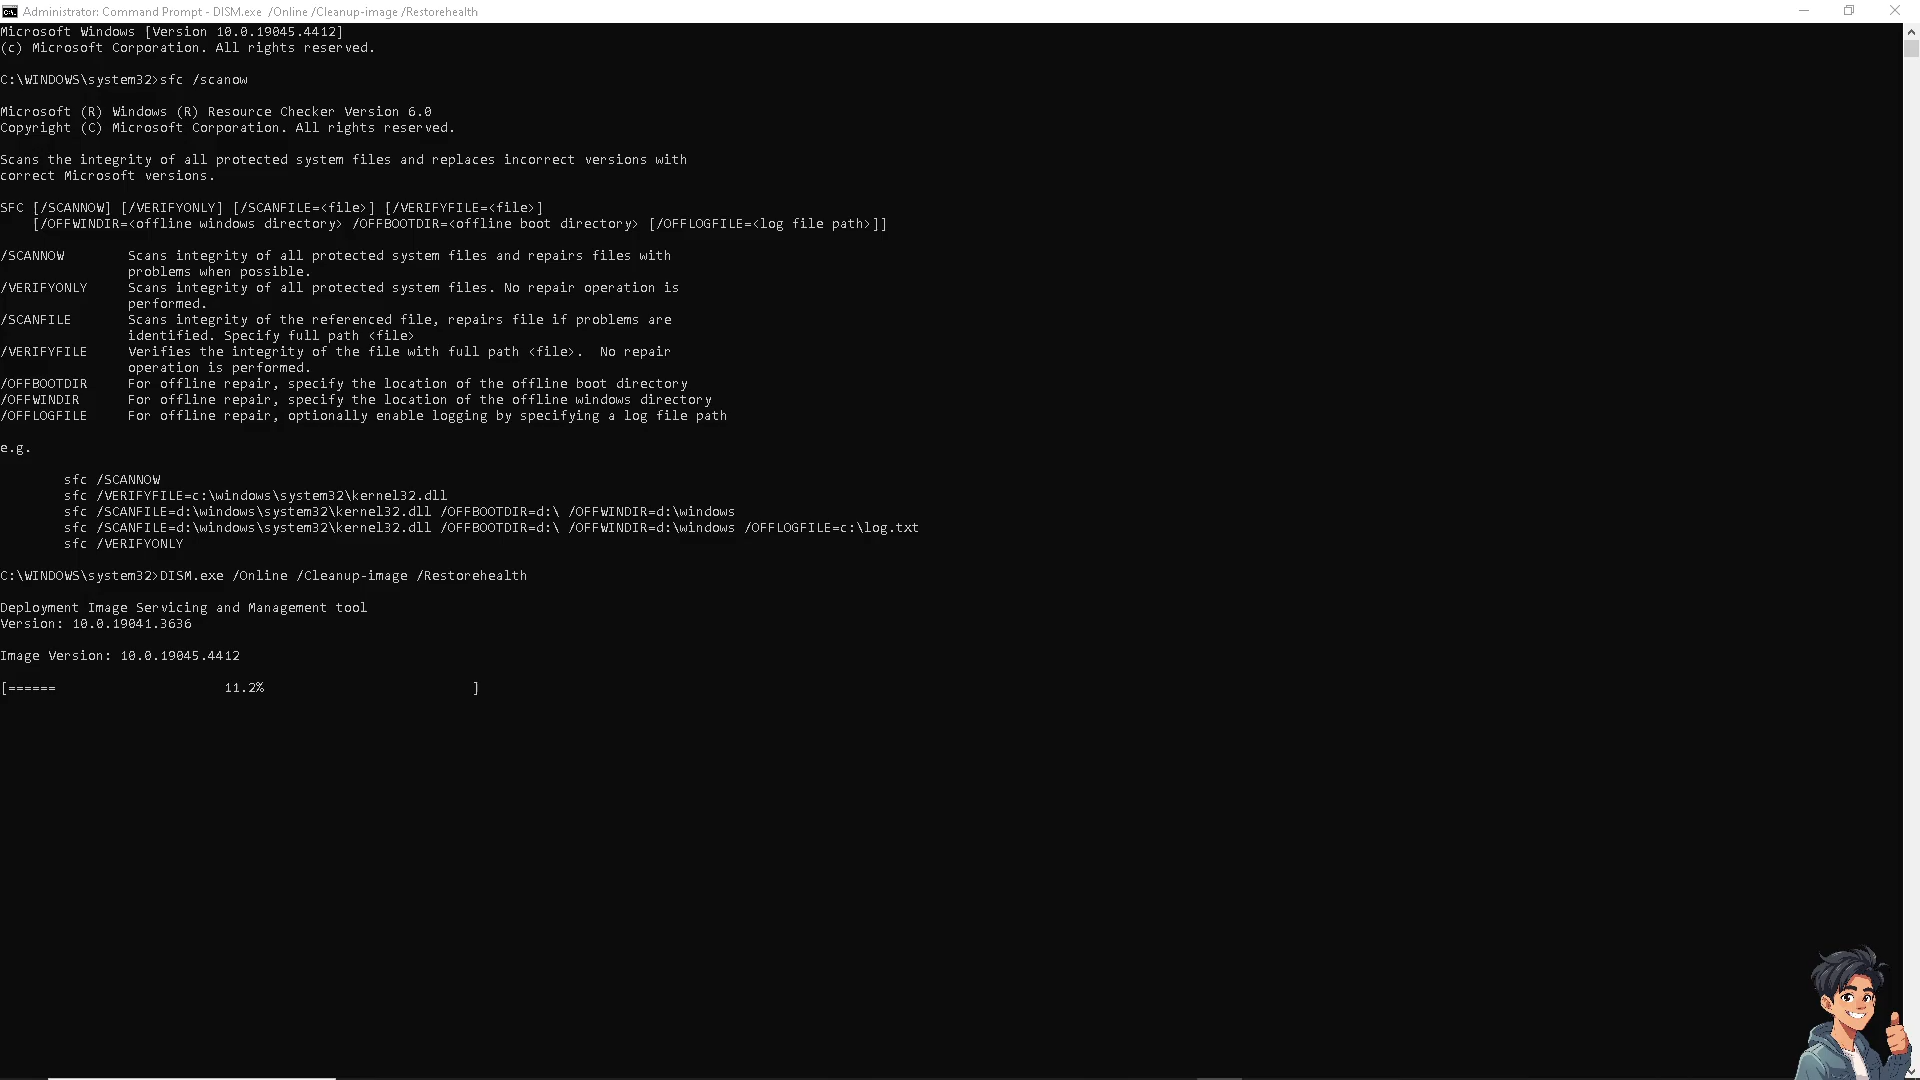 Administrator: Command Prompt - DISM.exe  /Online /Cleanup-image /Restorehealth
Microsoft Windows [Version 10.0.19045.4412]
(c) Microsoft Corporation. All rights reserved.
C:\WINDOWS\system32>sfc /scanow
Microsoft (R) Windows (R) Resource Checker Version 6.0
Copyright (C) Microsoft Corporation. All rights reserved.
Scans the integrity of all protected system files and replaces incorrect versions with
correct Microsoft versions.
SFC [/SCANNOW] [/VERIFYONLY] [/SCANFILE=<file>] [/VERIFYFILE=<file>]
[/OFFWINDIR=<offline windows directory> /OFFBOOTDIR=<offline boot directory> [/OFFLOGFILE=<log file path>]]
/SCANNOW        Scans integrity of all protected system files and repairs files with
problems when possible.
/VERIFYONLY     Scans integrity of all protected system files. No repair operation is
performed.
/SCANFILE       Scans integrity of the referenced file, repairs file if problems are
identified. Specify full path <file>
/VERIFYFILE     Verifies the integrity of the file with full path <file>.  No repair
operation is performed.
/OFFBOOTDIR     For offline repair, specify the location of the offline boot directory
/OFFWINDIR      For offline repair, specify the location of the offline windows directory
/OFFLOGFILE     For offline repair, optionally enable logging by specifying a log file path
e.g.
sfc /SCANNOW
sfc /VERIFYFILE=c:\windows\system32\kernel32.dll
sfc /SCANFILE=d:\windows\system32\kernel32.dll /OFFBOOTDIR=d:\ /OFFWINDIR=d:\windows
sfc /SCANFILE=d:\windows\system32\kernel32.dll /OFFBOOTDIR=d:\ /OFFWINDIR=d:\windows /OFFLOGFILE=c:\log.txt
sfc /VERIFYONLY
C:\WINDOWS\system32>DISM.exe /Online /Cleanup-image /Restorehealth
Deployment Image Servicing and Management tool
Version: 10.0.19041.3636
Image Version: 10.0.19045.4412
[======                     11.2%                          ]